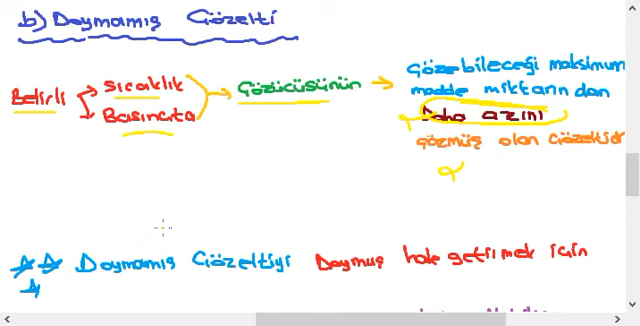 b) Doymamış Çözelti
Belirli Sıcaklık Basınçta Çözücüsünün Çözebileceği maksimum
madde miktarından
Daha azını
çözmüş olan Çözeltidir
Doymamış Çözeltiyi Doymuş hale getirmek için